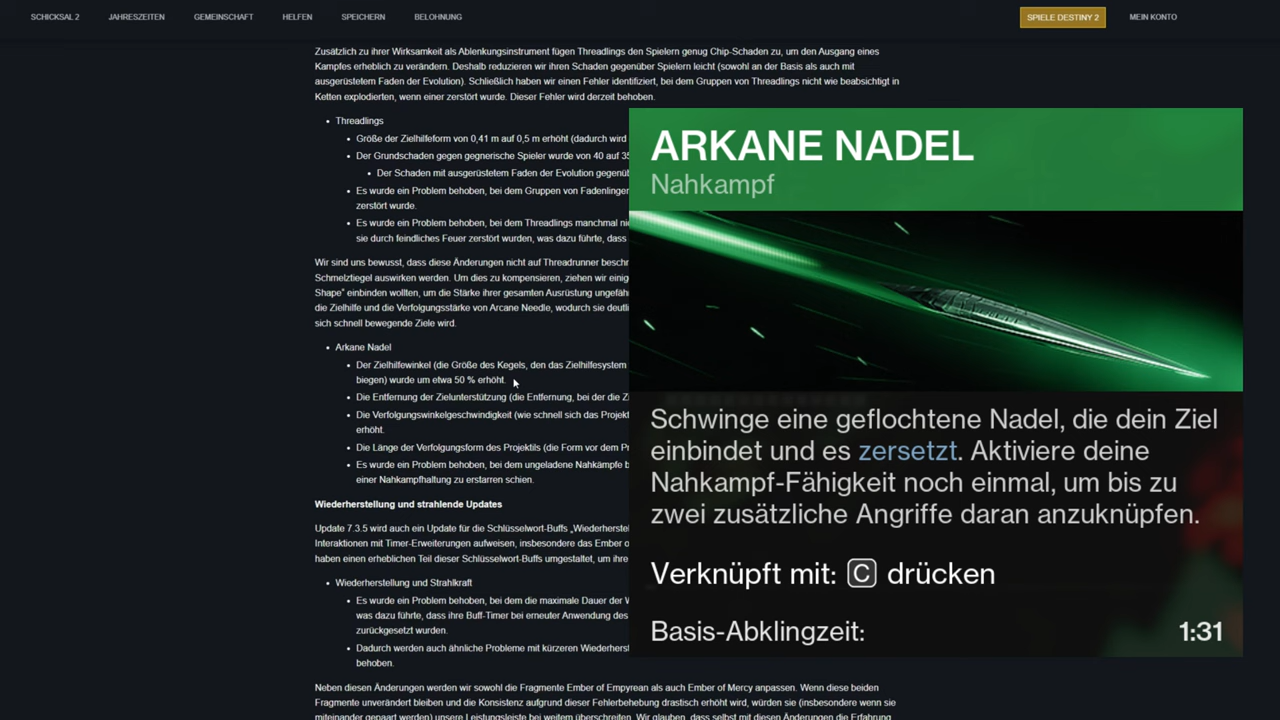 SCHICKSAL 2 JAHRESZEITEN GEMEINSCHAFT HELFEN SPEICHERN BELOHNUNG SPIELE DESTINY 2 MEIN KONTO
Zusätzlich zu ihrer Wirksamkeit als Ablenkungsinstrument fügen Threadlings den Spielern genug Chip-Schaden zu, um den Ausgang eines
Kampfes erheblich zu verändern. Deshalb reduzieren wir ihren Schaden gegenüber Spielern leicht (sowohl an der Basis als auch mit
ausgerüstetem Faden der Evolution). Schließlich haben wir einen Fehler identifiziert, bei dem Gruppen von Threadlings nicht wie beabsichtigt in
Ketten explodierten, wenn einer zerstört wurde. Dieser Fehler wird derzeit behoben.
• Threadlings
• Größe der Zielhilfeform von 0,41 m auf 0,5 m erhöht (dadurch wird
• Der Grundschaden gegen gegnerische Spieler wurde von 40 auf 35
• Der Schaden mit ausgerüstetem Faden der Evolution gegenüb
• Es wurde ein Problem behoben, bei dem Gruppen von Fadenlingen
zerstört wurde.
• Es wurde ein Problem behoben, bei dem Threadlings manchmal ni
sie durch feindliches Feuer zerstört wurden, was dazu führte, dass
Wir sind uns bewusst, dass diese Änderungen nicht auf Threadrunner beschr
Schmelztiegel auswirken werden. Um dies zu kompensieren, ziehen wir einig
Shape" einbinden wollten, um die Stärke ihrer gesamten Ausrüstung ungefäh
die Zielhilfe und die Verfolgungsstärke von Arcane Needle, wodurch sie deutli
sich schnell bewegende Ziele wird.
• Arkane Nadel
• Der Zielhilfewinkel (die Größe des Kegels, den das Zielhilfesystem
biegen) wurde um etwa 50 % erhöht.
• Die Entfernung der Zielunterstützung (die Entfernung, bei der die Zi
• Die Verfolgungswinkelgeschwindigkeit (wie schnell sich das Projekt
erhöht.
• Die Länge der Verfolgungsform des Projektils (die Form vor dem Pr
• Es wurde ein Problem behoben, bei dem ungeladene Nahkämpfe b
einer Nahkampfhaltung zu erstarren schien.
Wiederherstellung und strahlende Updates
Update 7.3.5 wird auch ein Update für die Schlüsselwort-Buffs „Wiederherstel
Interaktionen mit Timer-Erweiterungen aufweisen, insbesondere das Ember o
haben einen erheblichen Teil dieser Schlüsselwort-Buffs umgestaltet, um ihre
• Wiederherstellung und Strahlkraft
• Es wurde ein Problem behoben, bei dem die maximale Dauer der W
was dazu führte, dass ihre Buff-Timer bei erneuter Anwendung des
zurückgesetzt wurden.
• Dadurch werden auch ähnliche Probleme mit kürzeren Wiederherst
behoben.
Neben diesen Änderungen werden wir sowohl die Fragmente Ember of Empyrean als auch Ember of Mercy anpassen. Wenn diese beiden
Fragmente unverändert bleiben und die Konsistenz aufgrund dieser Fehlerbehebung drastisch erhöht wird, würden sie (insbesondere wenn sie
miteinander gepaart werden) unsere Leistungsleiste bei weitem überschreiten. Wir glauben, dass selbst mit diesen Änderungen die Erfahrung
ARKANE NADEL
Nahkampf
Schwinge eine geflochtene Nadel, die dein Ziel
einbindet und es zersetzt. Aktiviere deine
Nahkampf-Fähigkeit noch einmal, um bis zu
zwei zusätzliche Angriffe daran anzuknüpfen.
Verknüpft mit: C drücken
Basis-Abklingzeit: 1:31